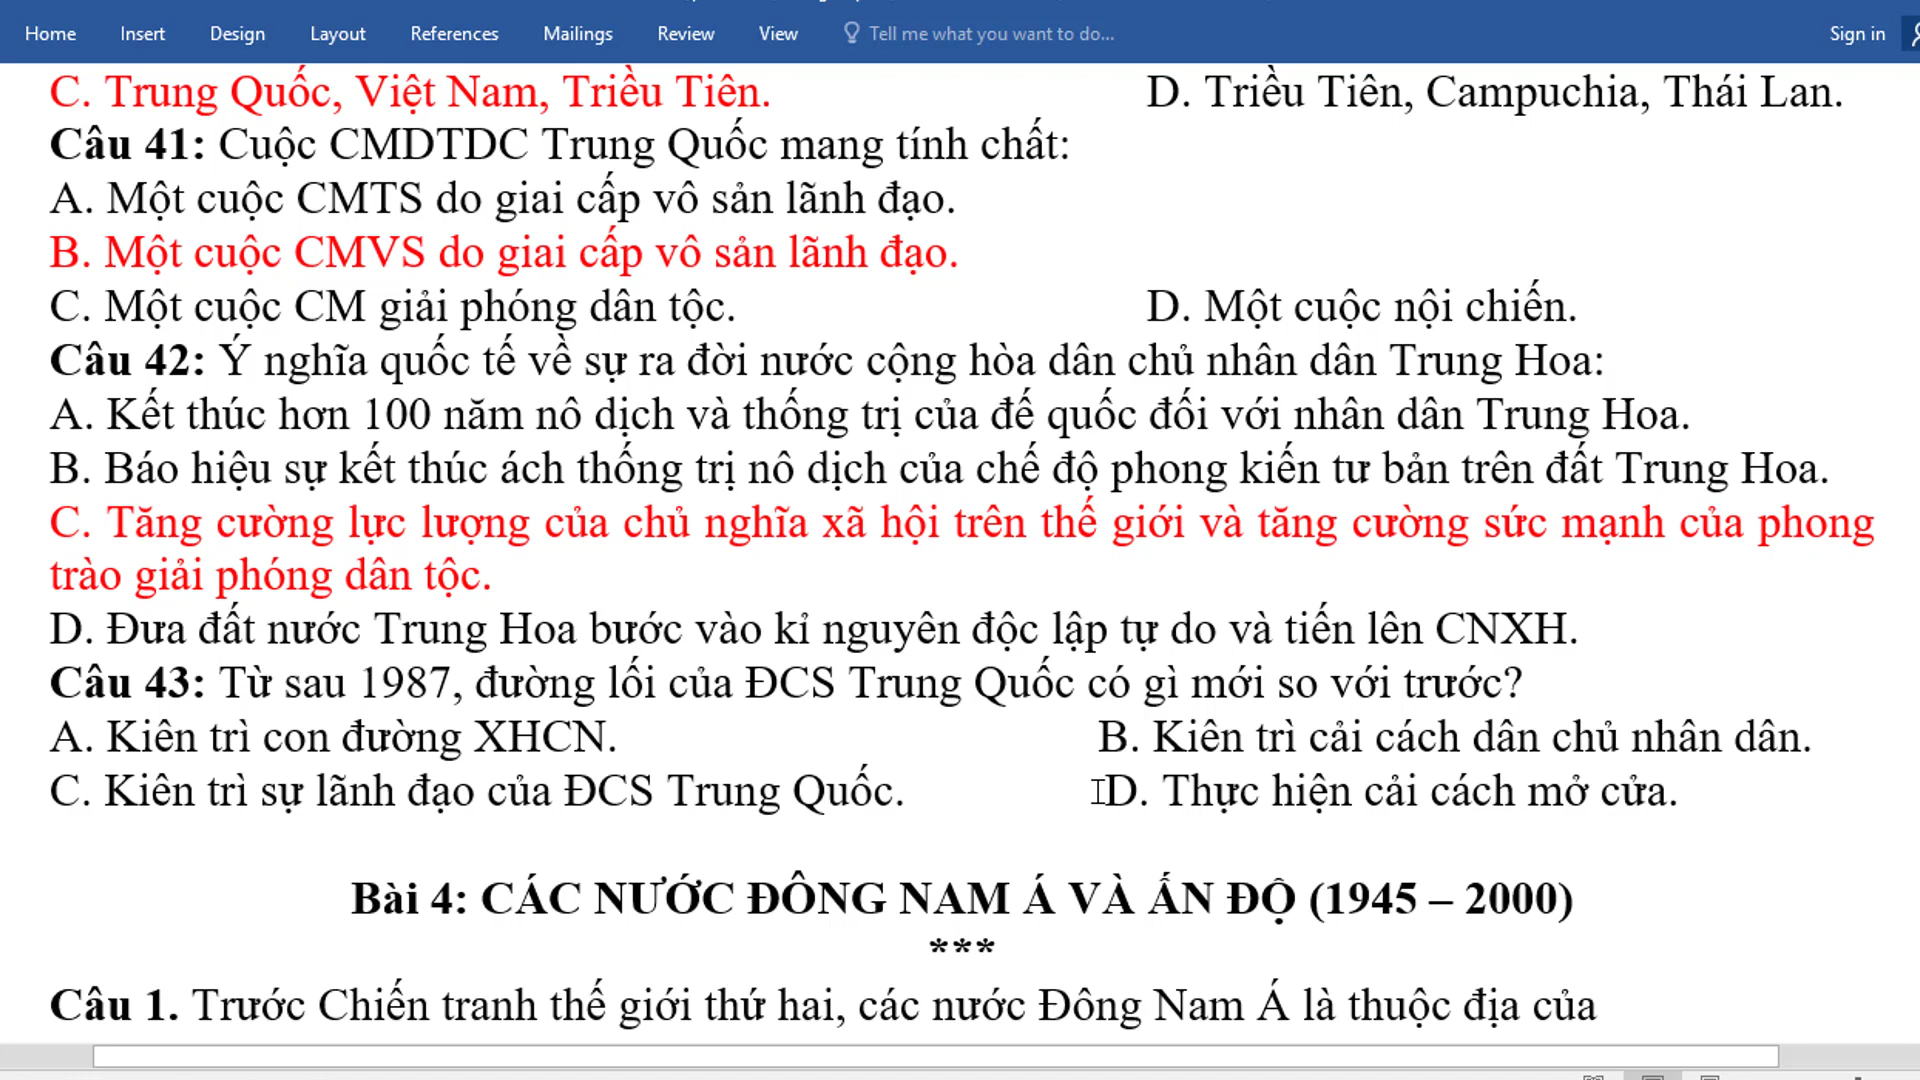 Home Insert Design Layout References Mailings Review View Tell me what you want to do... Sign in
C. Trung Quốc, Việt Nam, Triều Tiên. D. Triều Tiên, Campuchia, Thái Lan.
Câu 41: Cuộc CMDTDC Trung Quốc mang tính chất:
A. Một cuộc CMTS do giai cấp vô sản lãnh đạo.
B. Một cuộc CMVS do giai cấp vô sản lãnh đạo.
C. Một cuộc CM giải phóng dân tộc. D. Một cuộc nội chiến.
Câu 42: Ý nghĩa quốc tế về sự ra đời nước cộng hòa dân chủ nhân dân Trung Hoa:
A. Kết thúc hơn 100 năm nô dịch và thống trị của đế quốc đối với nhân dân Trung Hoa.
B. Báo hiệu sự kết thúc ách thống trị nô dịch của chế độ phong kiến tư bản trên đất Trung Hoa.
C. Tăng cường lực lượng của chủ nghĩa xã hội trên thế giới và tăng cường sức mạnh của phong
trào giải phóng dân tộc.
D. Đưa đất nước Trung Hoa bước vào kỉ nguyên độc lập tự do và tiến lên CNXH.
Câu 43: Từ sau 1987, đường lối của ĐCS Trung Quốc có gì mới so với trước?
A. Kiên trì con đường XHCN. B. Kiên trì cải cách dân chủ nhân dân.
C. Kiên trì sự lãnh đạo của ĐCS Trung Quốc. D. Thực hiện cải cách mở cửa.
Bài 4: CÁC NƯỚC ĐÔNG NAM Á VÀ ẤN ĐỘ (1945 – 2000)
***
Câu 1. Trước Chiến tranh thế giới thứ hai, các nước Đông Nam Á là thuộc địa của